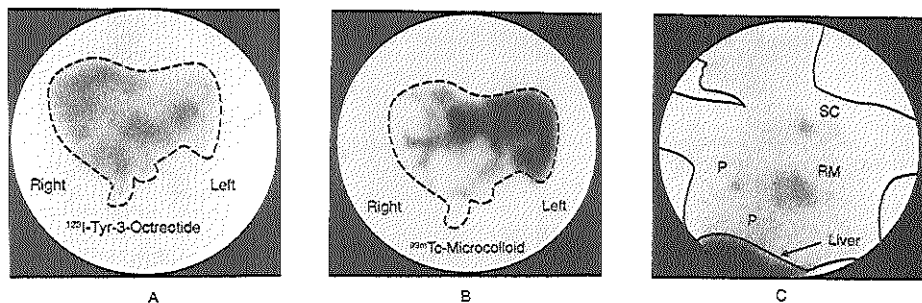 Right
Left
¹²³I-Tyr-3-Octreotide
A
Right
Left
⁹⁹ᵐTc-Microcolloid
B
SC
P
RM
P
Liver
C